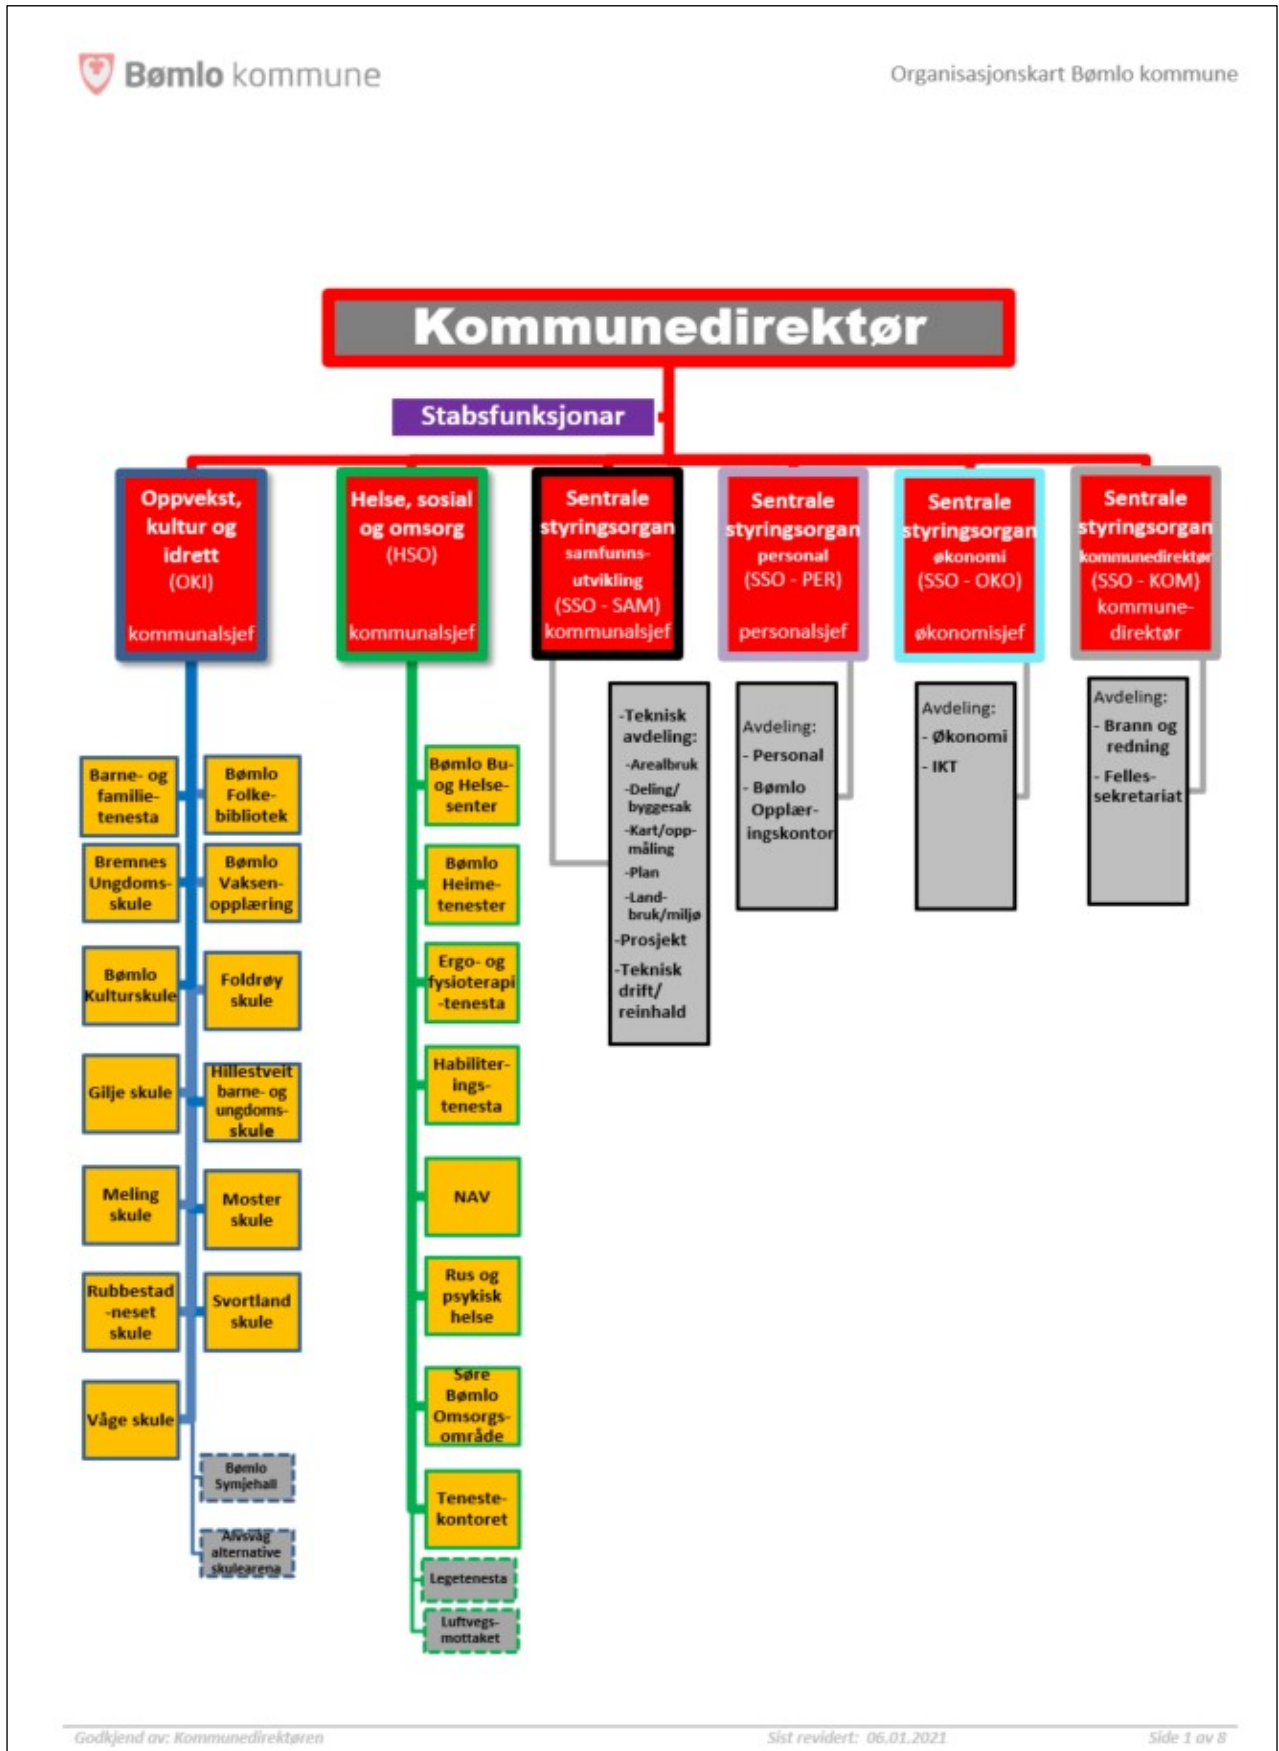 Bømlo kommune
Organisasjonskart Bømlo kommune
Kommunedirektør
Stabsfunksjonar
Oppvekst,
kultur og
idrett
(OKI)
kommunalsjef
Helse, sosial
og omsorg
(HSO)
kommunalsjef
Sentrale
styringsorgan
samfunns-
utvikling
(SSO - SAM)
kommunalsjef
Sentrale
styringsorgan
personal
(SSO - PER)
personalsjef
Sentrale
styringsorgan
økonomi
(SSO - OKO)
økonomisjef
Sentrale
styringsorgan
kommunedirektør
(SSO - KOM)
kommune-
direktør
Barne- og
familie-
tenesta
Bømlo
Folke-
bibliotek
Bremnes
Ungdoms-
skule
Bømlo
Vaksen-
opplæring
Bømlo
Kulturskule
Foldrøy
skule
Gilje skule
Hillestveit
barne- og
ungdoms-
skule
Meling
skule
Moster
skule
Rubbestad
-neset
skule
Svortland
skule
Våge skule
Bømlo
Symjehall
Alvsvåg
alternative
skulearena
Bømlo Bu-
og Helse-
senter
Bømlo
Heime-
tenester
Ergo- og
fysioterapi
-tenesta
Habiliter-
ings-
tenesta
NAV
Rus og
psykisk
helse
Søre
Bømlo
Omsorgs-
område
Teneste-
kontoret
Legetenesta
Luftvegs-
mottaket
-Teknisk
avdeling:
-Arealbruk
-Deling/
byggesak
-Kart/opp-
måling
-Plan
-Land-
bruk/miljø
-Prosjekt
-Teknisk
drift/
reinhald
Avdeling:
- Personal
- Bømlo
Opplær-
ingskontor
Avdeling:
- Økonomi
- IKT
Avdeling:
- Brann og
redning
- Felles-
sekretariat
Godkjend av: Kommunedirektøren
Sist revidert: 06.01.2021
Side 1 av 8